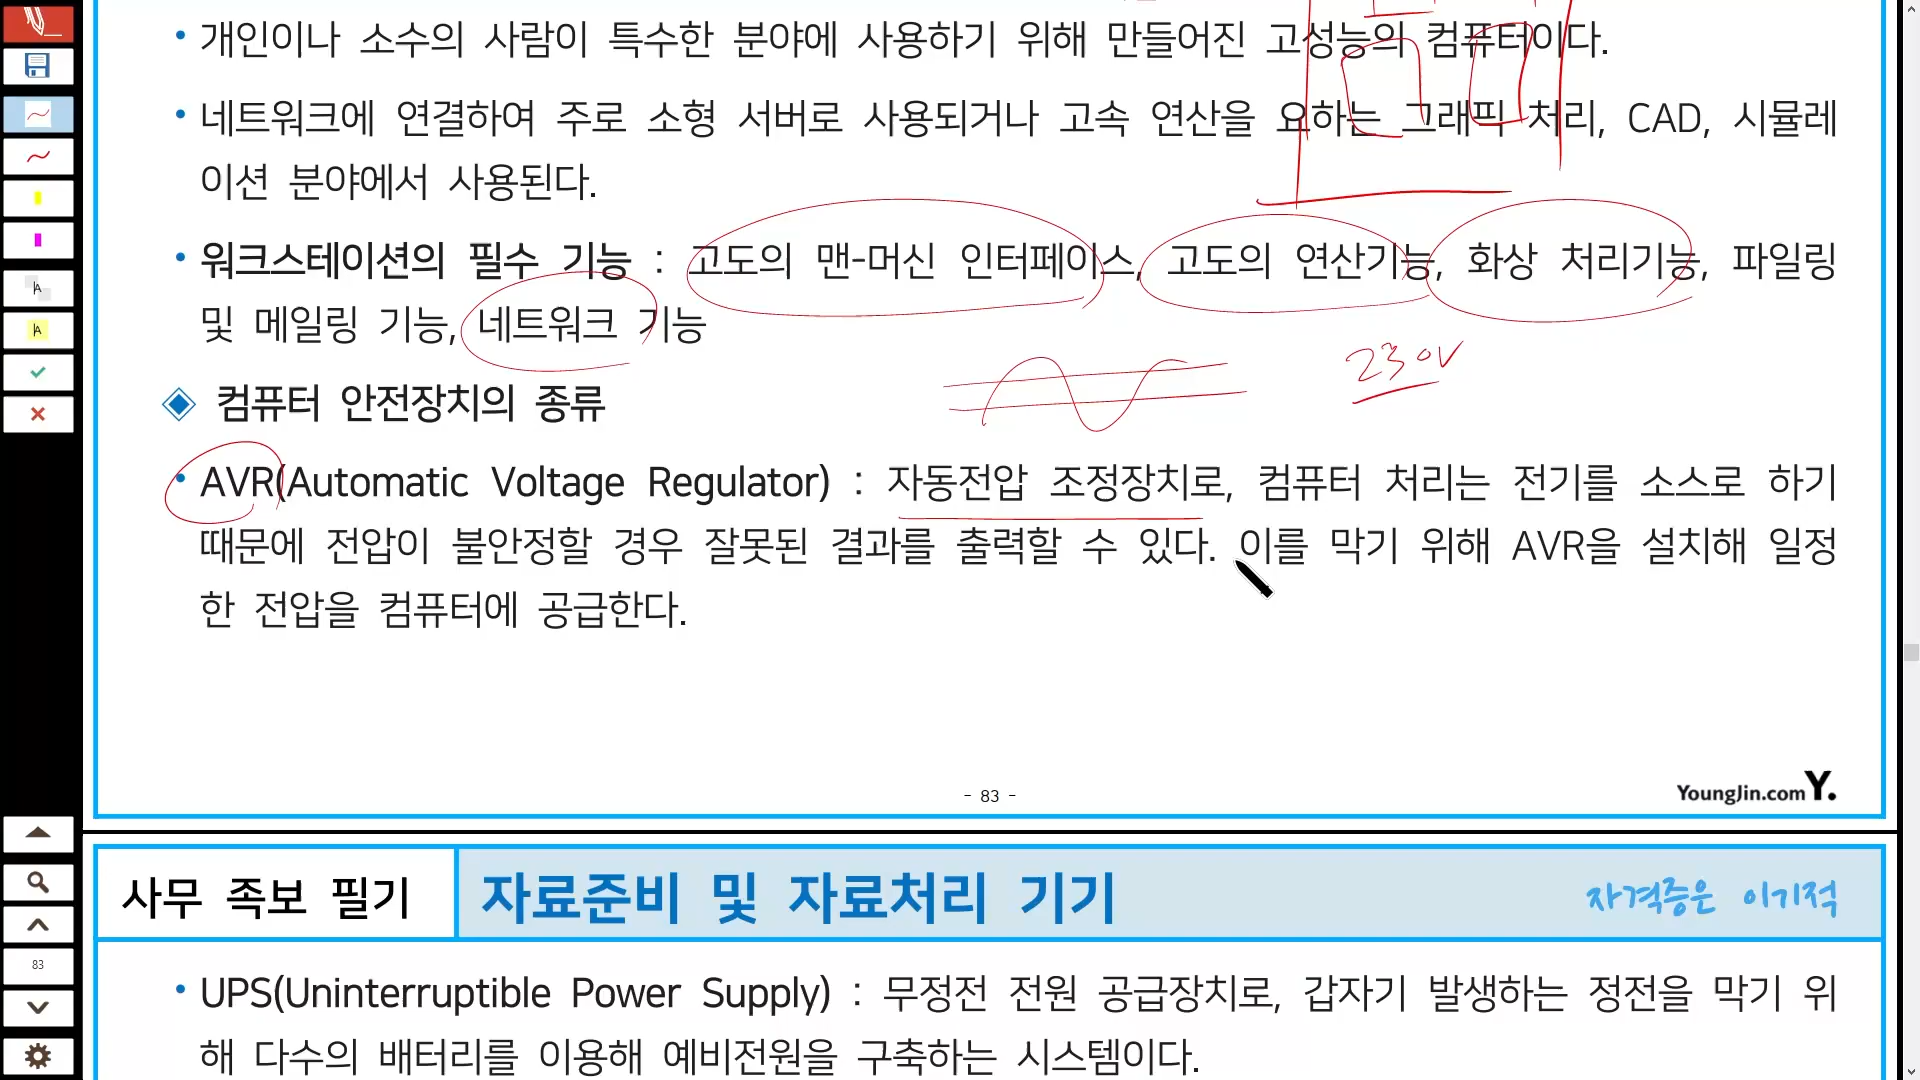 • 개인이나 소수의 사람이 특수한 분야에 사용하기 위해 만들어진 고성능의 컴퓨터이다.
• 네트워크에 연결하여 주로 소형 서버로 사용되거나 고속 연산을 요하는 그래픽 처리, CAD, 시뮬레
이션 분야에서 사용된다.
• 워크스테이션의 필수 기능 : 고도의 맨-머신 인터페이스, 고도의 연산기능, 화상 처리기능, 파일링
및 메일링 기능, 네트워크 기능
230V
컴퓨터 안전장치의 종류
• AVR(Automatic Voltage Regulator) : 자동전압 조정장치로, 컴퓨터 처리는 전기를 소스로 하기
때문에 전압이 불안정할 경우 잘못된 결과를 출력할 수 있다. 이를 막기 위해 AVR을 설치해 일정
한 전압을 컴퓨터에 공급한다.
- 83 -
YoungJin.com Y.
사무 족보 필기
자료준비 및 자료처리 기기
자격증은 이기적
83
• UPS(Uninterruptible Power Supply) : 무정전 전원 공급장치로, 갑자기 발생하는 정전을 막기 위
해 다수의 배터리를 이용해 예비전원을 구축하는 시스템이다.